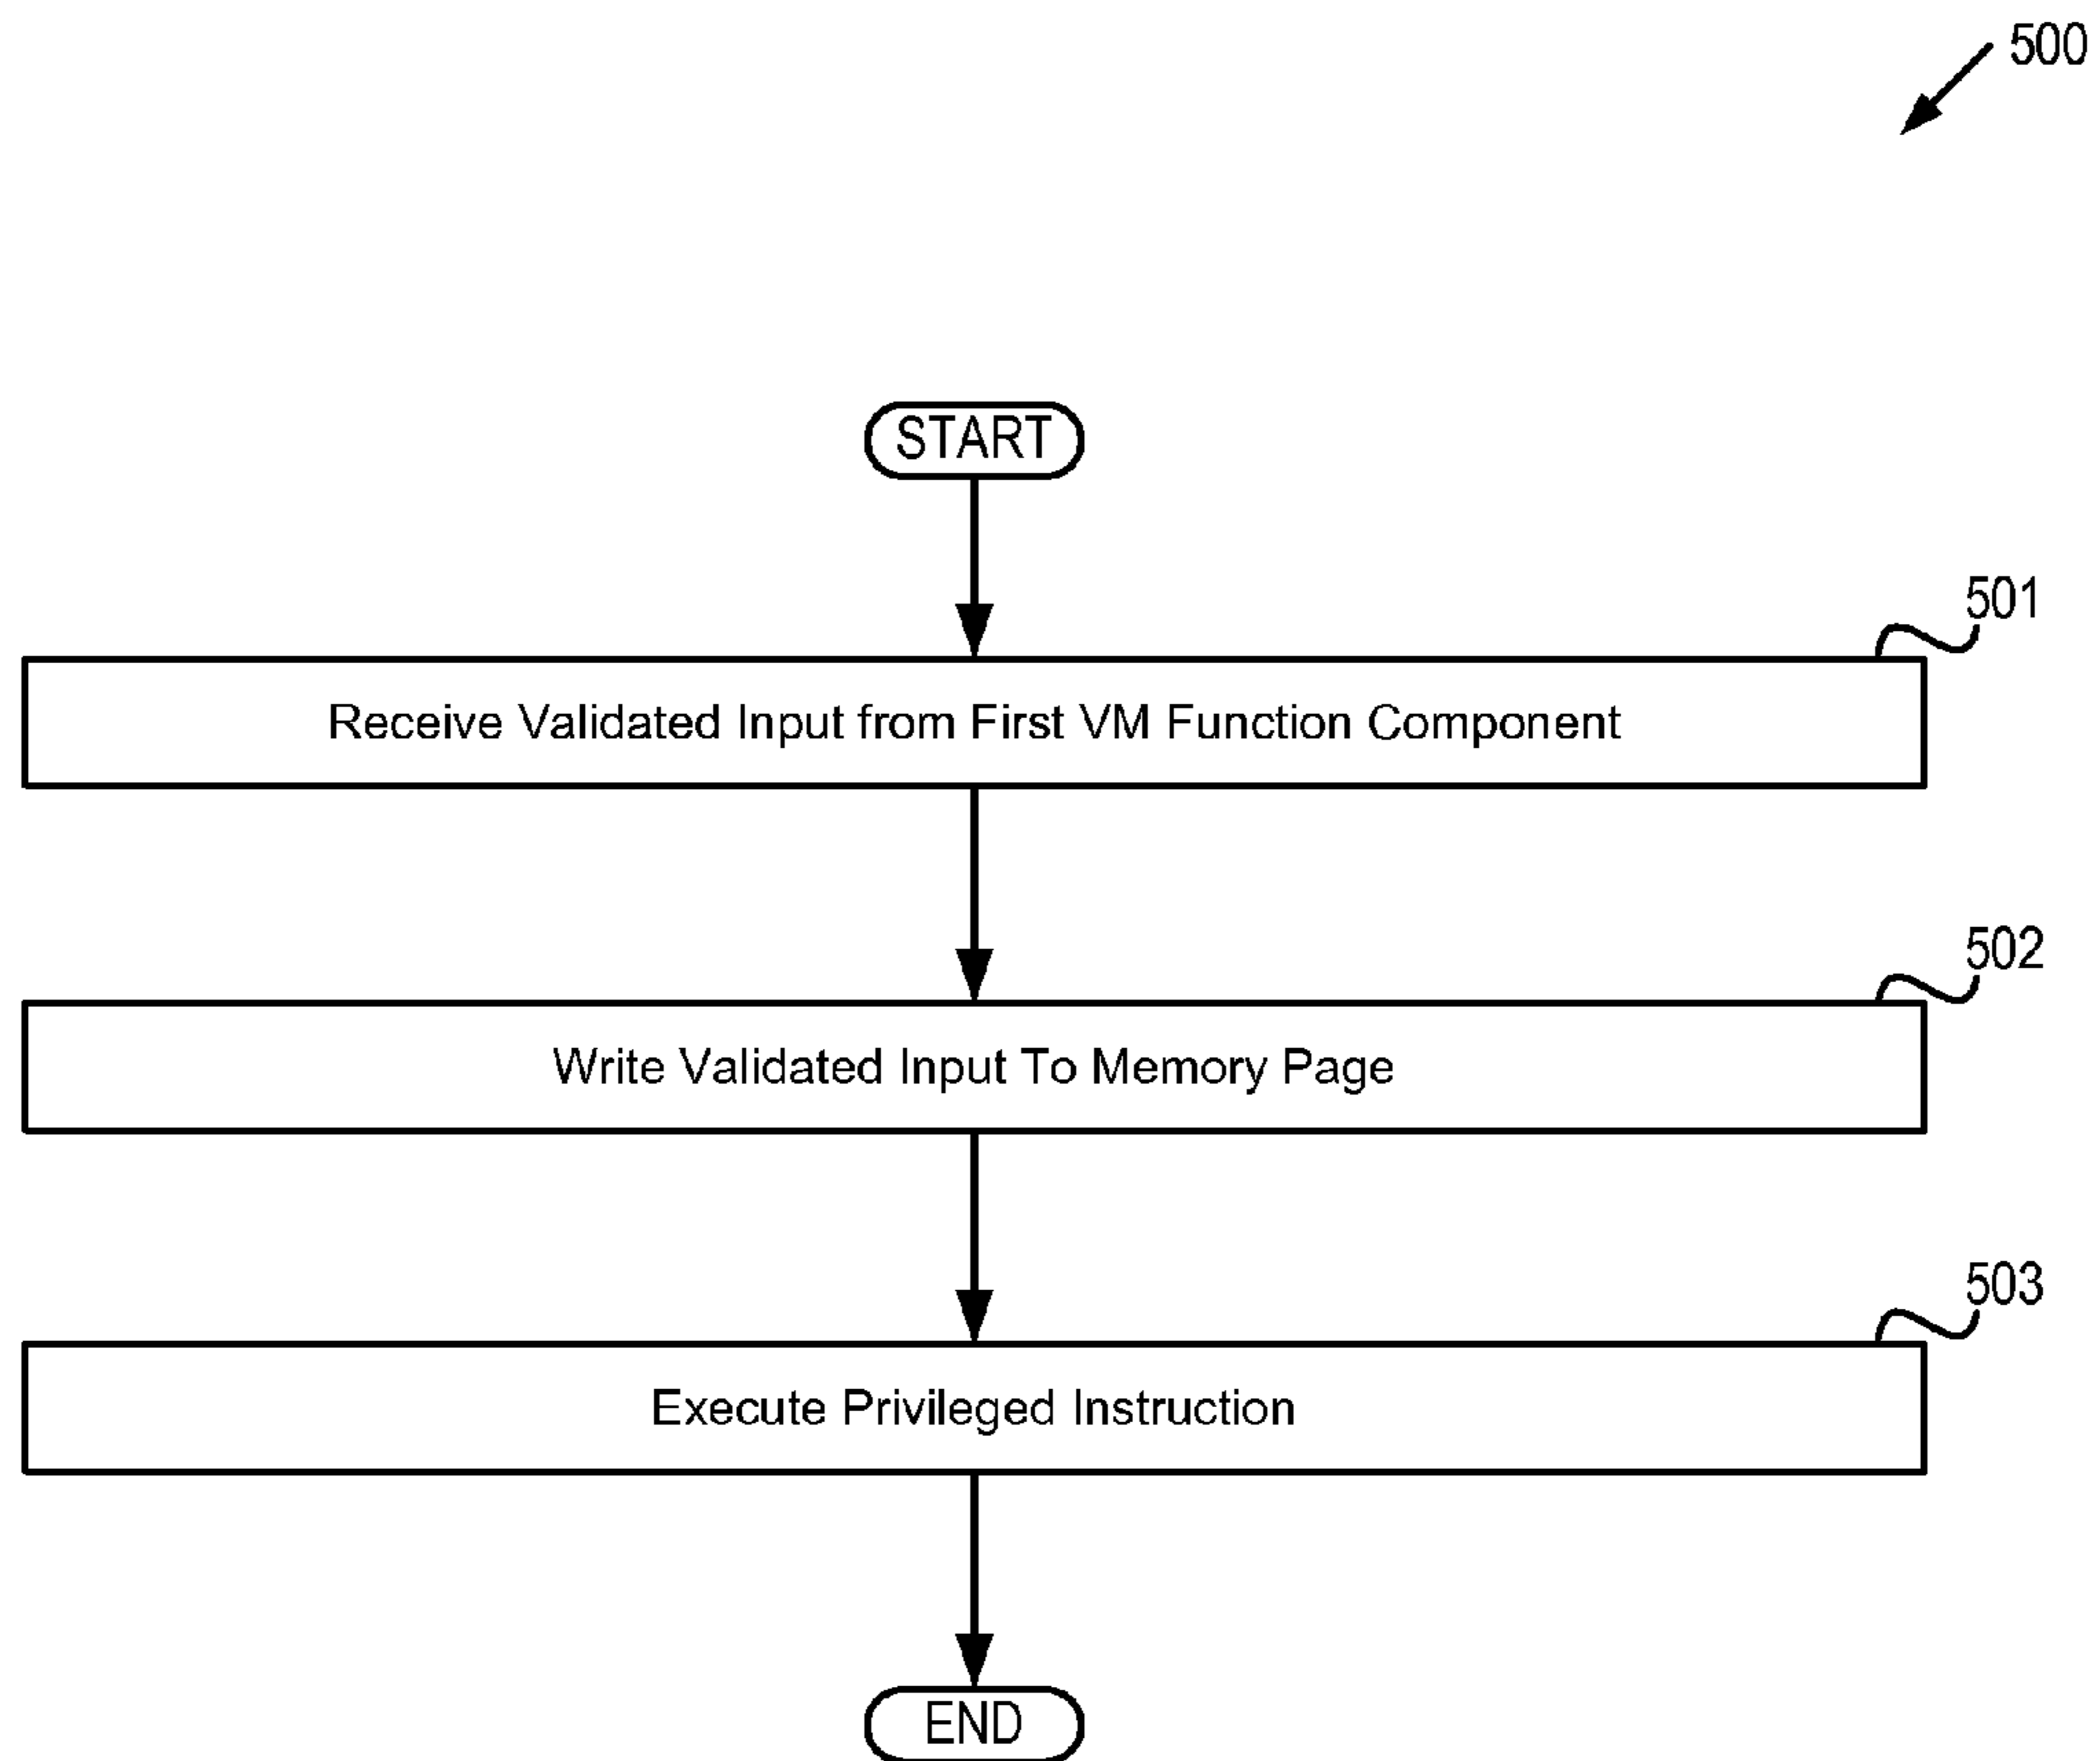 500
START
501
Receive Validated Input from First VM Function Component
502
Write Validated Input To Memory Page
503
Execute Privileged Instruction
END